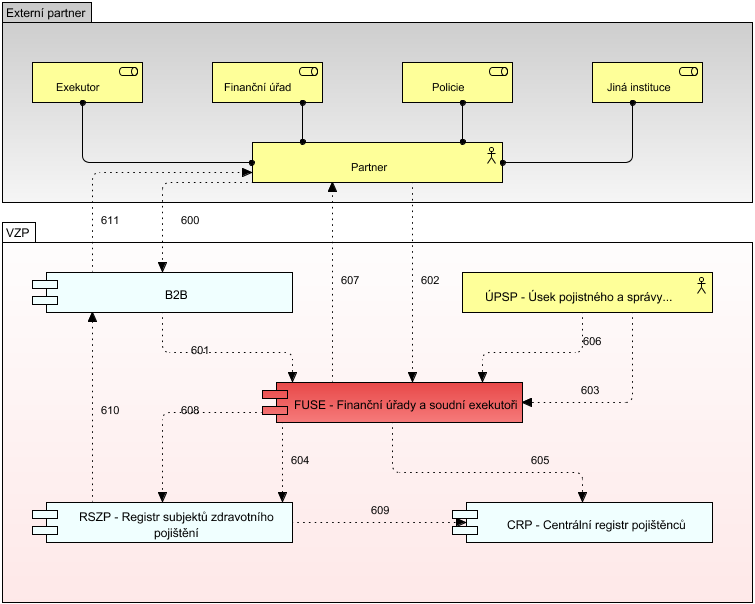 Externí partner
Exekutor
Finanční úřad
Policie
Jiná instituce
Partner
611
600
VZP
B2B
607
602
ÚPSP - Úsek pojistného a správy...
601
606
603
FUSE - Finanční úřady a soudní exekutoři
610
608
604
605
RSZP - Registr subjektů zdravotního
pojištění
609
CRP - Centrální registr pojištěnců